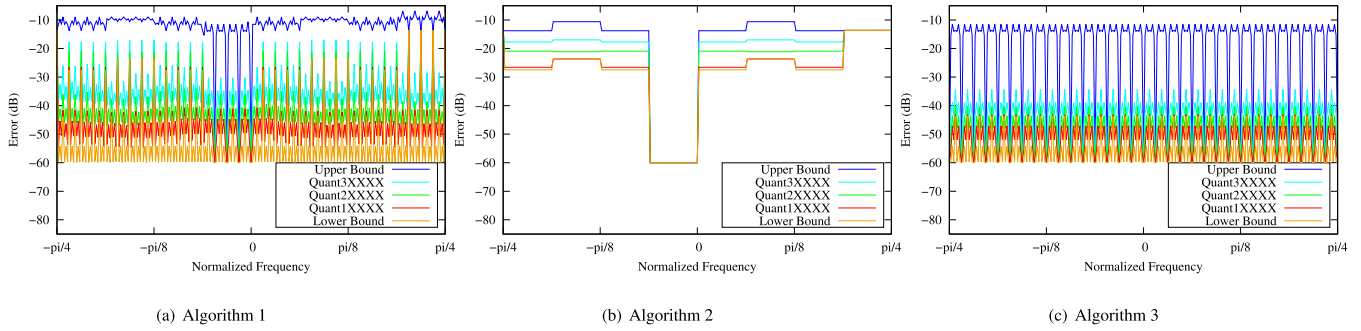 Error (dB)
−10
−20
−30
−40
−50
−60
−70
−80
Upper Bound
Quant3XXXX
Quant2XXXX
Quant1XXXX
Lower Bound
−pi/4
−pi/8
0
pi/8
pi/4
Normalized Frequency
(a) Algorithm 1
Error (dB)
−10
−20
−30
−40
−50
−60
−70
−80
Upper Bound
Quant3XXXX
Quant2XXXX
Quant1XXXX
Lower Bound
−pi/4
−pi/8
0
pi/8
pi/4
Normalized Frequency
(b) Algorithm 2
Error (dB)
−10
−20
−30
−40
−50
−60
−70
−80
Upper Bound
Quant3XXXX
Quant2XXXX
Quant1XXXX
Lower Bound
−pi/4
−pi/8
0
pi/8
pi/4
Normalized Frequency
(c) Algorithm 3